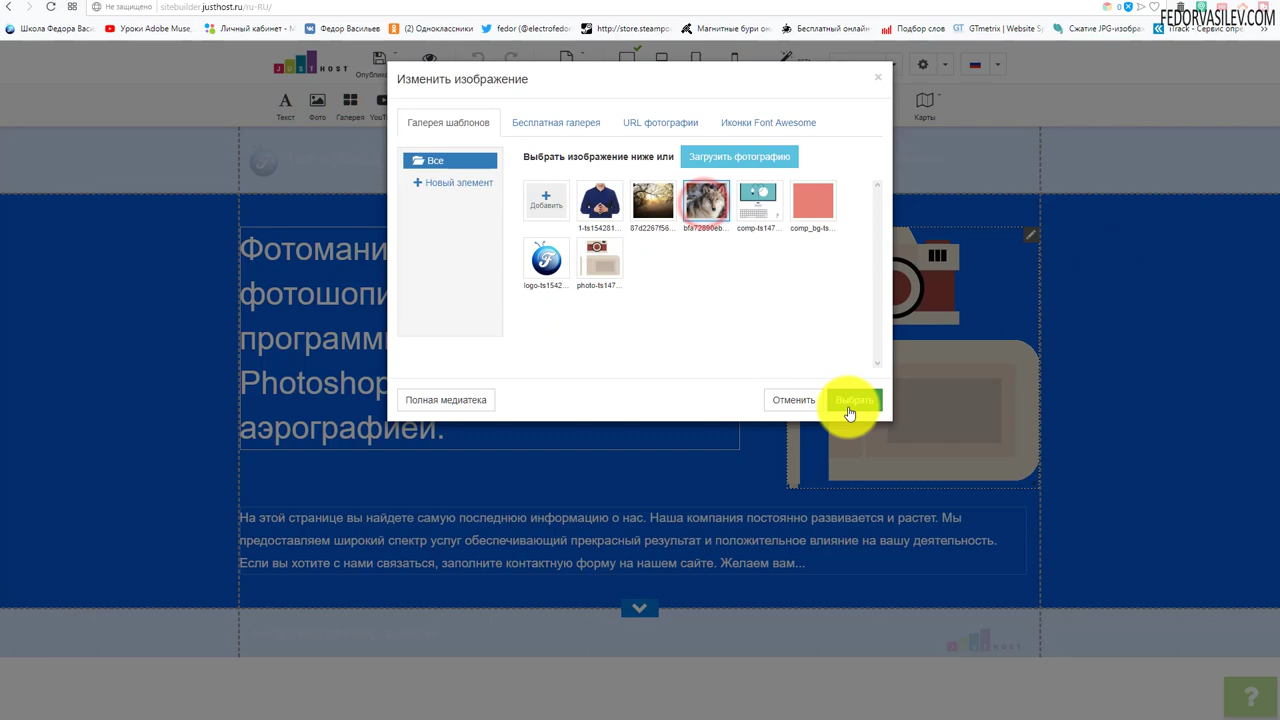 Не защищено sitebuilder.justhost.ru/ru-RU/
FEDORVASILEV.COM
Школа Федора Васи...
Уроки Adobe Muse,
Личный кабинет -
Федор Васильев
(2) Одноклассники
fedor (@electrofedor)
http://store.steampo
Магнитные бури он
Бесплатный онлайн
Подбор слов
GTmetrix | Website S
Сжатие JPG-изображ
iTrack - Сервис опре
JUSTHOST
Опублико
Текст
Фото
Галерея
YouT
Карты
Изменить изображение
×
Галерея шаблонов
Бесплатная галерея
URL фотографии
Иконки Font Awesome
Все
Новый элемент
Выбрать изображение ниже или
Загрузить фотографию
Добавить
1-ts154281...
87d2267f56...
bfa72890eb...
comp-ts147...
comp_bg-ts...
logo-ts1542...
photo-ts147...
Полная медиатека
Отменить
Выбрать
Фотомани
фотошопи
программ
Photoshop
аэрографией.
На этой странице вы найдете самую последнюю информацию о нас. Наша компания постоянно развивается и растет. Мы
предоставляем широкий спектр услуг обеспечивающий прекрасный результат и положительное влияние на вашу деятельность.
Если вы хотите с нами связаться, заполните контактную форму на нашем сайте. Желаем вам...
?